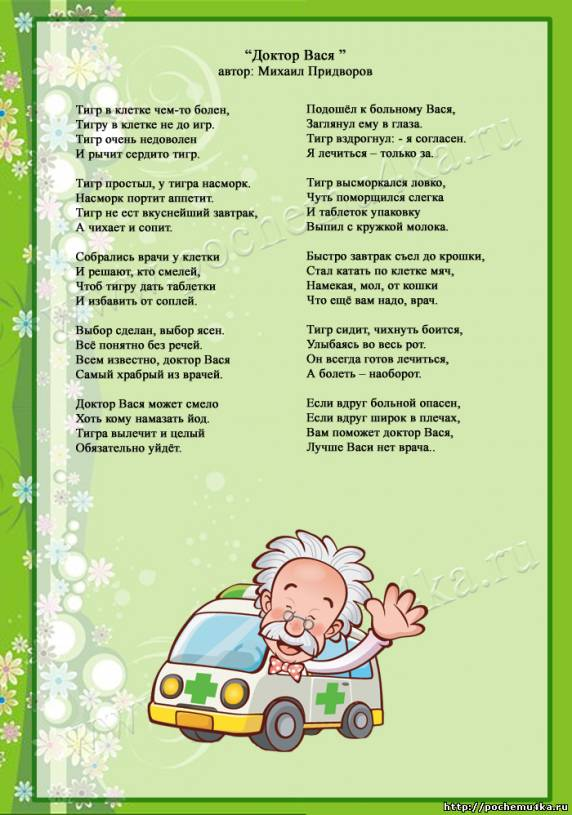 “Доктор Вася ”
автор: Михаил Придворов
Тигр в клетке чем-то болен,
Тигру в клетке не до игр.
Тигр очень недоволен
И рычит сердито тигр.
Тигр простыл, у тигра насморк.
Насморк портит аппетит.
Тигр не ест вкуснейший завтрак,
А чихает и сопит.
Собрались врачи у клетки
И решают, кто смелей,
Чтоб тигру дать таблетки
И избавить от соплей.
Выбор сделан, выбор ясен.
Всё понятно без речей.
Всем известно, доктор Вася
Самый храбрый из врачей.
Доктор Вася может смело
Хоть кому намазать йод.
Тигра вылечит и целый
Обязательно уйдёт.
Подошёл к больному Вася,
Заглянул ему в глаза.
Тигр вздрогнул: - я согласен.
Я лечиться – только за..
Тигр высморкался ловко,
Чуть поморщился слегка
И таблеток упаковку
Выпил с кружкой молока.
Быстро завтрак съел до крошки,
Стал катать по клетке мяч,
Намекая, мол, от кошки
Что ещё вам надо, врач.
Тигр сидит, чихнуть боится,
Улыбаясь во весь рот.
Он всегда готов лечиться,
А болеть – наоборот.
Если вдруг больной опасен,
Если вдруг широк в плечах,
Вам поможет доктор Вася,
Лучше Васи нет врача..
www.pochemu4ka.ru
www.pochemu4ka.ru
http://pochemu4ka.ru